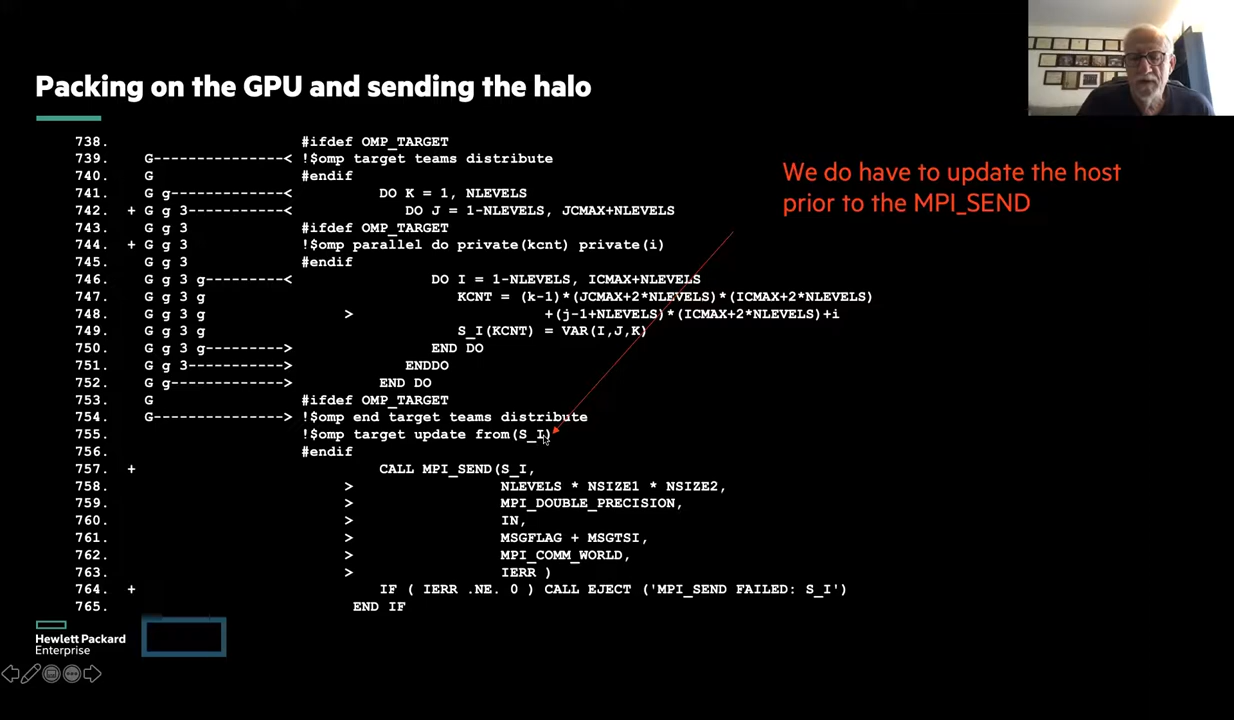 Packing on the GPU and sending the halo
738. #ifdef OMP_TARGET
739. G---------------< !$omp target teams distribute
740. G #endif
741. G g-------------< DO K = 1, NLEVELS
742. + G g 3-----------< DO J = 1-NLEVELS, JCMAX+NLEVELS
743. G g 3 #ifdef OMP_TARGET
744. + G g 3 !$omp parallel do private(kcnt) private(i)
745. G g 3 #endif
746. G g 3 g---------< DO I = 1-NLEVELS, ICMAX+NLEVELS
747. G g 3 g KCNT = (k-1)*(JCMAX+2*NLEVELS)*(ICMAX+2*NLEVELS)
748. G g 3 g > +(j-1+NLEVELS)*(ICMAX+2*NLEVELS)+i
749. G g 3 g S_I(KCNT) = VAR(I,J,K)
750. G g 3 g---------> END DO
751. G g 3-----------> ENDDO
752. G g-------------> END DO
753. G #ifdef OMP_TARGET
754. G---------------> !$omp end target teams distribute
755. !$omp target update from(S_I)
756. #endif
757. + CALL MPI_SEND(S_I,
758. > NLEVELS * NSIZE1 * NSIZE2,
759. > MPI_DOUBLE_PRECISION,
760. > IN,
761. > MSGFLAG + MSGTSI,
762. > MPI_COMM_WORLD,
763. > IERR )
764. + IF ( IERR .NE. 0 ) CALL EJECT ('MPI_SEND FAILED: S_I')
765. END IF
We do have to update the host
prior to the MPI_SEND
Hewlett Packard
Enterprise